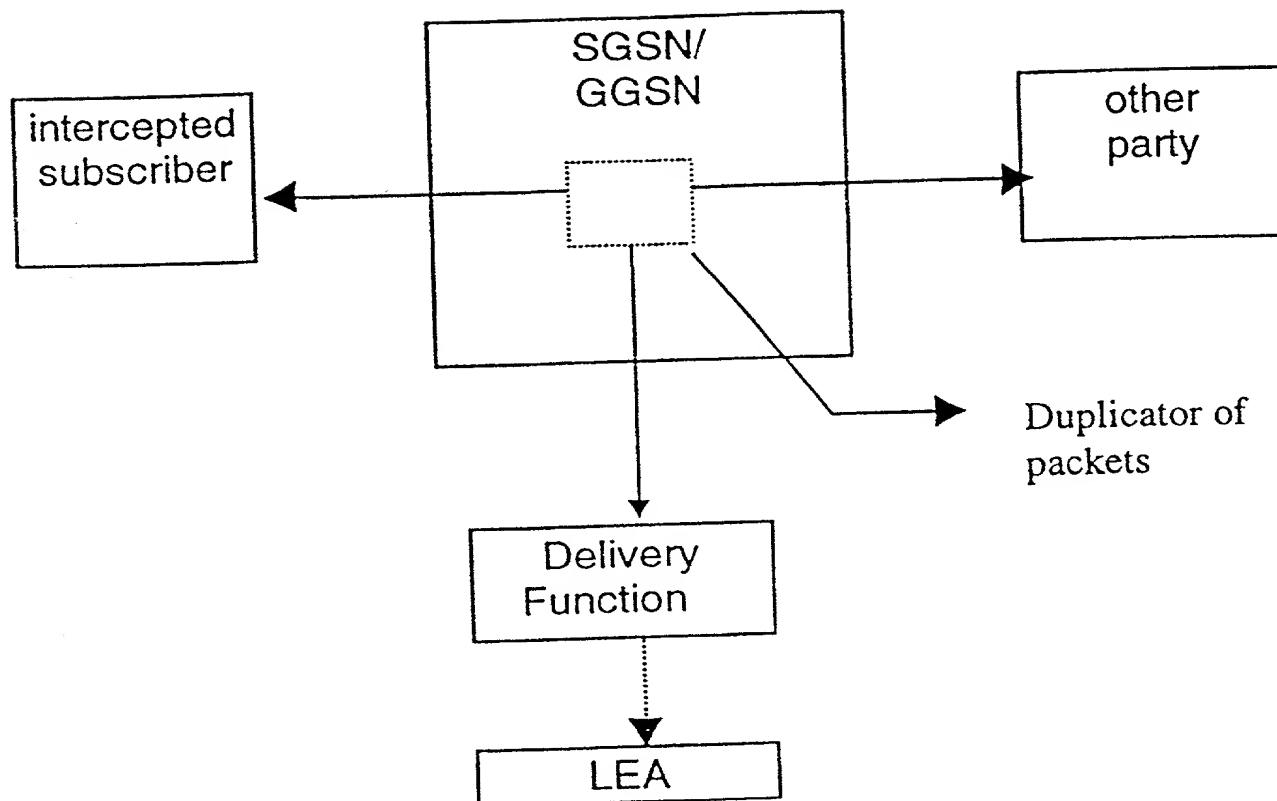 SGSN/
GGSN
intercepted
subscriber
other
party
Duplicator of
packets
Delivery
Function
LEA